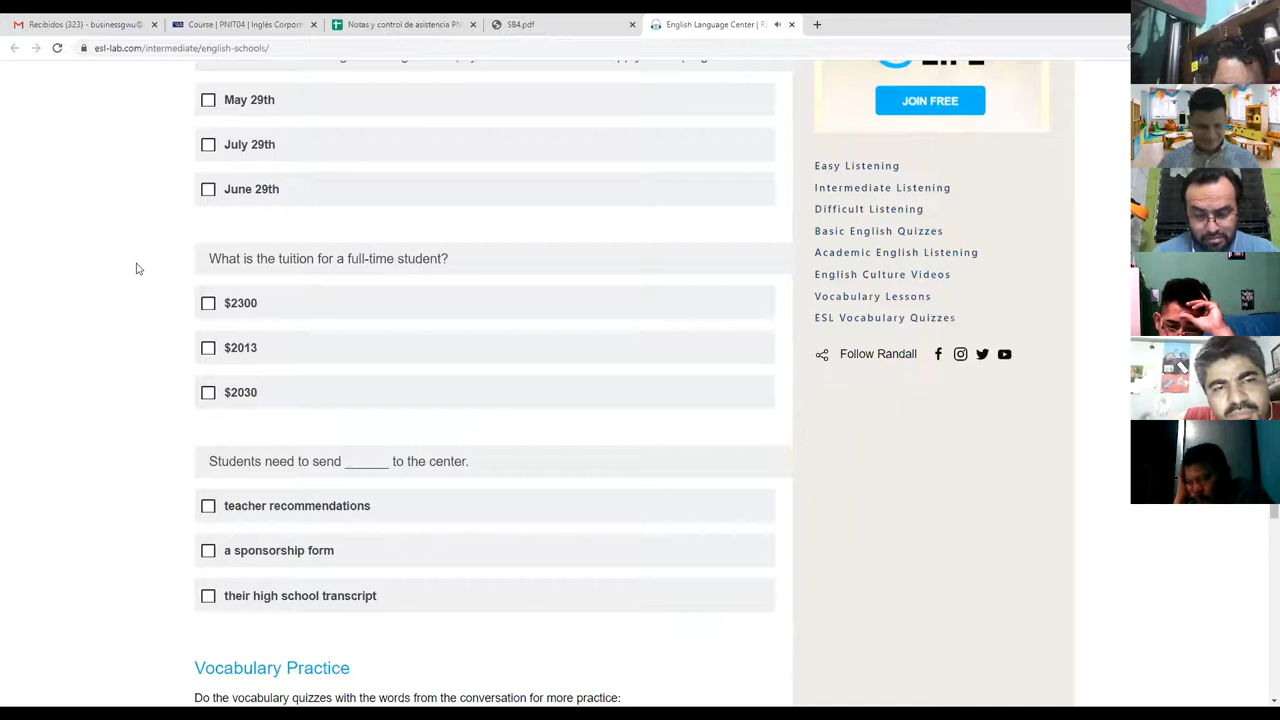 Recibidos (323) - businessgwu@
Course | PNIT04 | Inglés Corpor
Notas y control de asistencia PN
SB4.pdf
English Language Center | R
esl-lab.com/intermediate/english-schools/
May 29th
July 29th
June 29th
What is the tuition for a full-time student?
$2300
$2013
$2030
Students need to send ______ to the center.
teacher recommendations
a sponsorship form
their high school transcript
Vocabulary Practice
Do the vocabulary quizzes with the words from the conversation for more practice:
JOIN FREE
Easy Listening
Intermediate Listening
Difficult Listening
Basic English Quizzes
Academic English Listening
English Culture Videos
Vocabulary Lessons
ESL Vocabulary Quizzes
Follow Randall